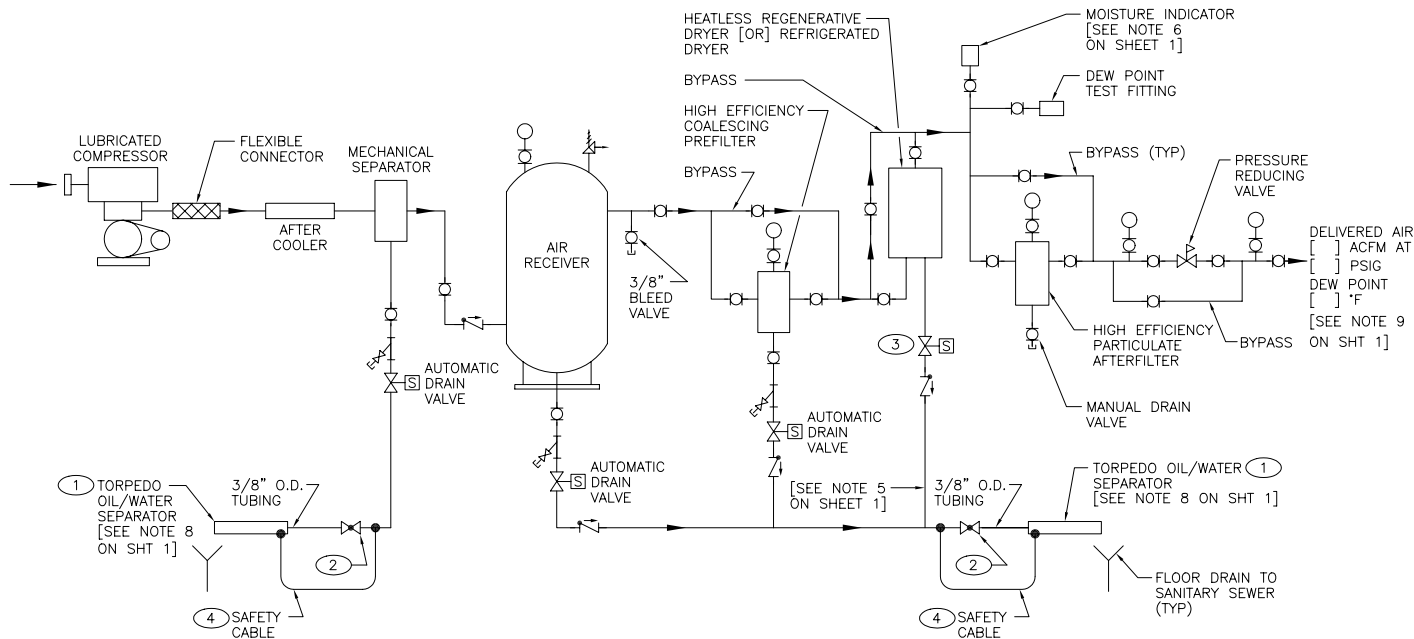 HEATLESS REGENERATIVE
DRYER [OR] REFRIGERATED
DRYER
MOISTURE INDICATOR
[SEE NOTE 6
ON SHEET 1]
BYPASS
DEW POINT
TEST FITTING
HIGH EFFICIENCY
COALESCING
PREFILTER
LUBRICATED
COMPRESSOR
FLEXIBLE
CONNECTOR
MECHANICAL
SEPARATOR
BYPASS
BYPASS (TYP)
PRESSURE
REDUCING
VALVE
AFTER
COOLER
AIR
RECEIVER
3/8" BLEED
VALVE
DELIVERED AIR
[ ] ACFM AT
[ ] PSIG
DEW POINT
[ ] °F
[SEE NOTE 9
ON SHT 1]
BYPASS
HIGH EFFICIENCY
PARTICULATE
AFTERFILTER
3
S
S
AUTOMATIC
DRAIN
VALVE
MANUAL DRAIN
VALVE
S
AUTOMATIC
DRAIN
VALVE
S
AUTOMATIC
DRAIN
VALVE
1
TORPEDO
OIL/WATER
SEPARATOR
[SEE NOTE 8
ON SHT 1]
3/8" O.D.
TUBING
2
4
SAFETY
CABLE
[SEE NOTE 5
ON SHEET 1]
3/8" O.D.
TUBING
TORPEDO OIL/WATER
SEPARATOR
[SEE NOTE 8 ON SHT 1]
1
2
4
SAFETY
CABLE
FLOOR DRAIN TO
SANITARY SEWER
(TYP)